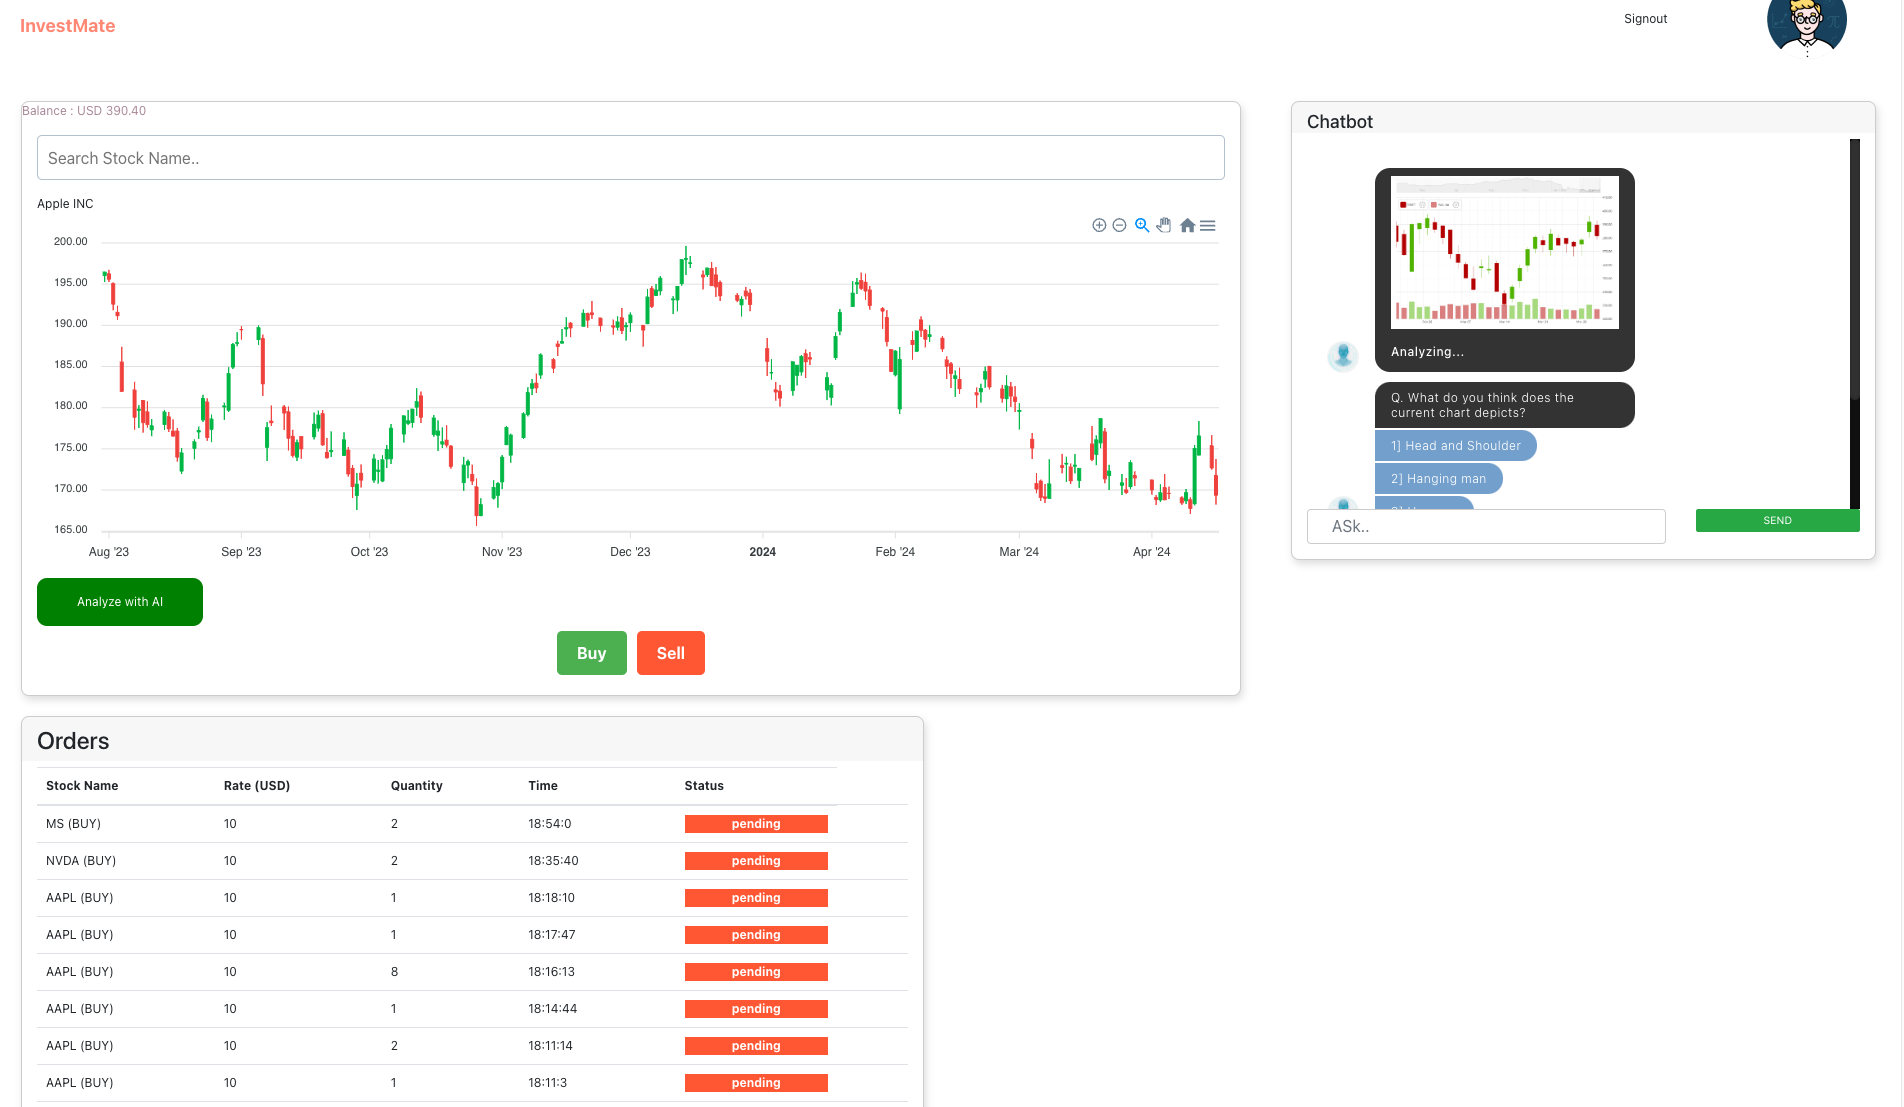 InvestMate
Signout
Balance : USD 390.40
Search Stock Name..
Apple INC
200.00
195.00
190.00
185.00
180.00
175.00
170.00
165.00
Aug '23 Sep '23 Oct '23 Nov '23 Dec '23 2024 Feb '24 Mar '24 Apr '24
Analyze with AI
Buy Sell
Chatbot
Analyzing...
Q. What do you think does the
current chart depicts?
1] Head and Shoulder
2] Hanging man
ASk..
SEND
Orders
Stock Name Rate (USD) Quantity Time Status
MS (BUY) 10 2 18:54:0 pending
NVDA (BUY) 10 2 18:35:40 pending
AAPL (BUY) 10 1 18:18:10 pending
AAPL (BUY) 10 1 18:17:47 pending
AAPL (BUY) 10 8 18:16:13 pending
AAPL (BUY) 10 1 18:14:44 pending
AAPL (BUY) 10 2 18:11:14 pending
AAPL (BUY) 10 1 18:11:3 pending